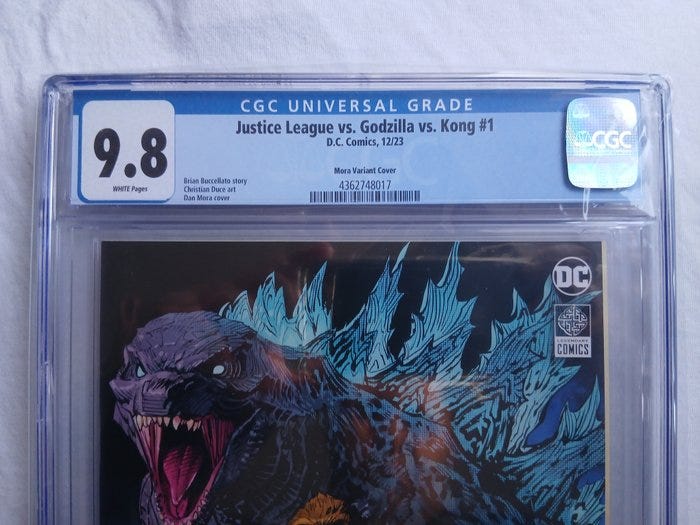 CGC UNIVERSAL GRADE
9.8
WHITE Pages
Justice League vs. Godzilla vs. Kong #1
D.C. Comics, 12/23
Brian Buccellato story
Christian Duce art
Dan Mora cover
Mora Variant Cover
4362748017
CGC
DC
LEGENDARY
COMICS